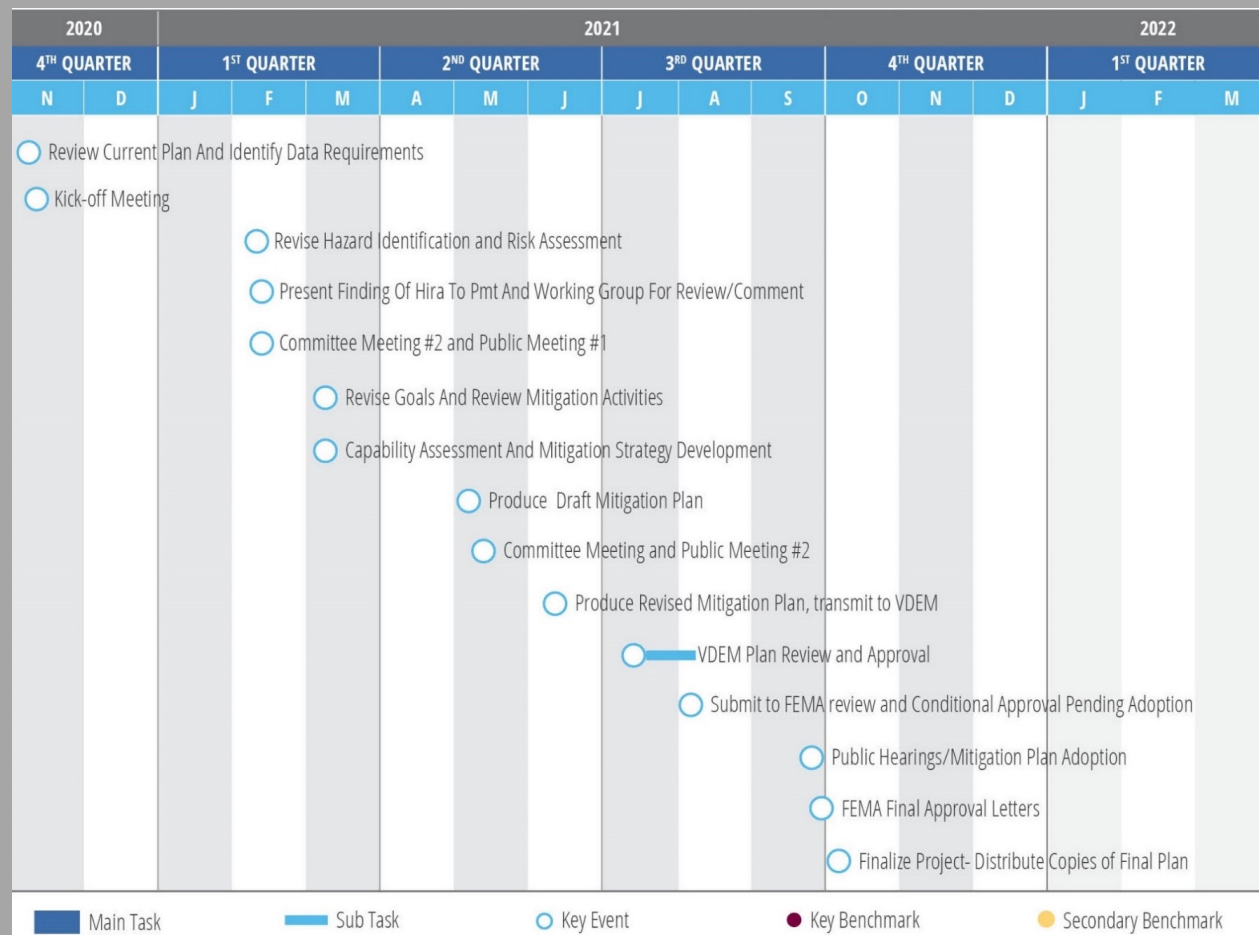 2020 2021 2022
4TH QUARTER 1ST QUARTER 2ND QUARTER 3RD QUARTER 4TH QUARTER 1ST QUARTER
N D J F M A M J J A S O N D J F M
Review Current Plan And Identify Data Requirements
Kick-off Meeting
Revise Hazard Identification and Risk Assessment
Present Finding Of Hira To Pmt And Working Group For Review/Comment
Committee Meeting #2 and Public Meeting #1
Revise Goals And Review Mitigation Activities
Capability Assessment And Mitigation Strategy Development
Produce Draft Mitigation Plan
Committee Meeting and Public Meeting #2
Produce Revised Mitigation Plan, transmit to VDEM
VDEM Plan Review and Approval
Submit to FEMA review and Conditional Approval Pending Adoption
Public Hearings/Mitigation Plan Adoption
FEMA Final Approval Letters
Finalize Project- Distribute Copies of Final Plan
Main Task Sub Task Key Event Key Benchmark Secondary Benchmark